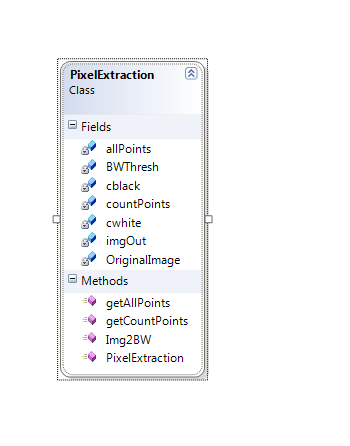 PixelExtraction
Class
Fields
allPoints
BWThresh
cblack
countPoints
cwhite
imgOut
OriginalImage
Methods
getAllPoints
getCountPoints
Img2BW
PixelExtraction